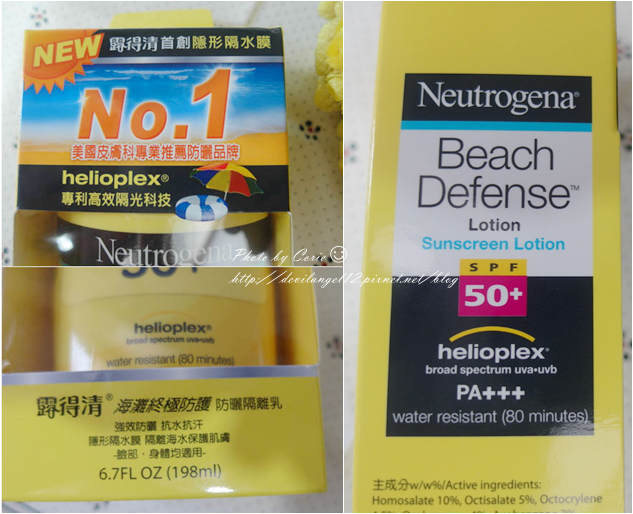 NEW
露得清首創隱形隔水膜
No.1
美國皮膚科專業推薦防曬品牌
helioplex®
專利高效隔光科技
Neutrogena
Photo by Coris
http://devilangel12.pixnet.net/blog
50+
helioplex®
broad spectrum uva•uvb
water resistant (80 minutes)
露得清® 海灘終極防護 防曬隔離乳
強效防曬 抗水抗汗
隱形隔水膜 隔離海水保護肌膚
-臉部、身體均適用-
6.7FL OZ (198ml)
Neutrogena®
Beach
Defense™
Lotion
Sunscreen Lotion
SPF
50+
helioplex®
broad spectrum uva•uvb
PA+++
water resistant (80 minutes)
主成分w/w%/Active ingredients:
Homosalate 10%, Octisalate 5%, Octocrylene